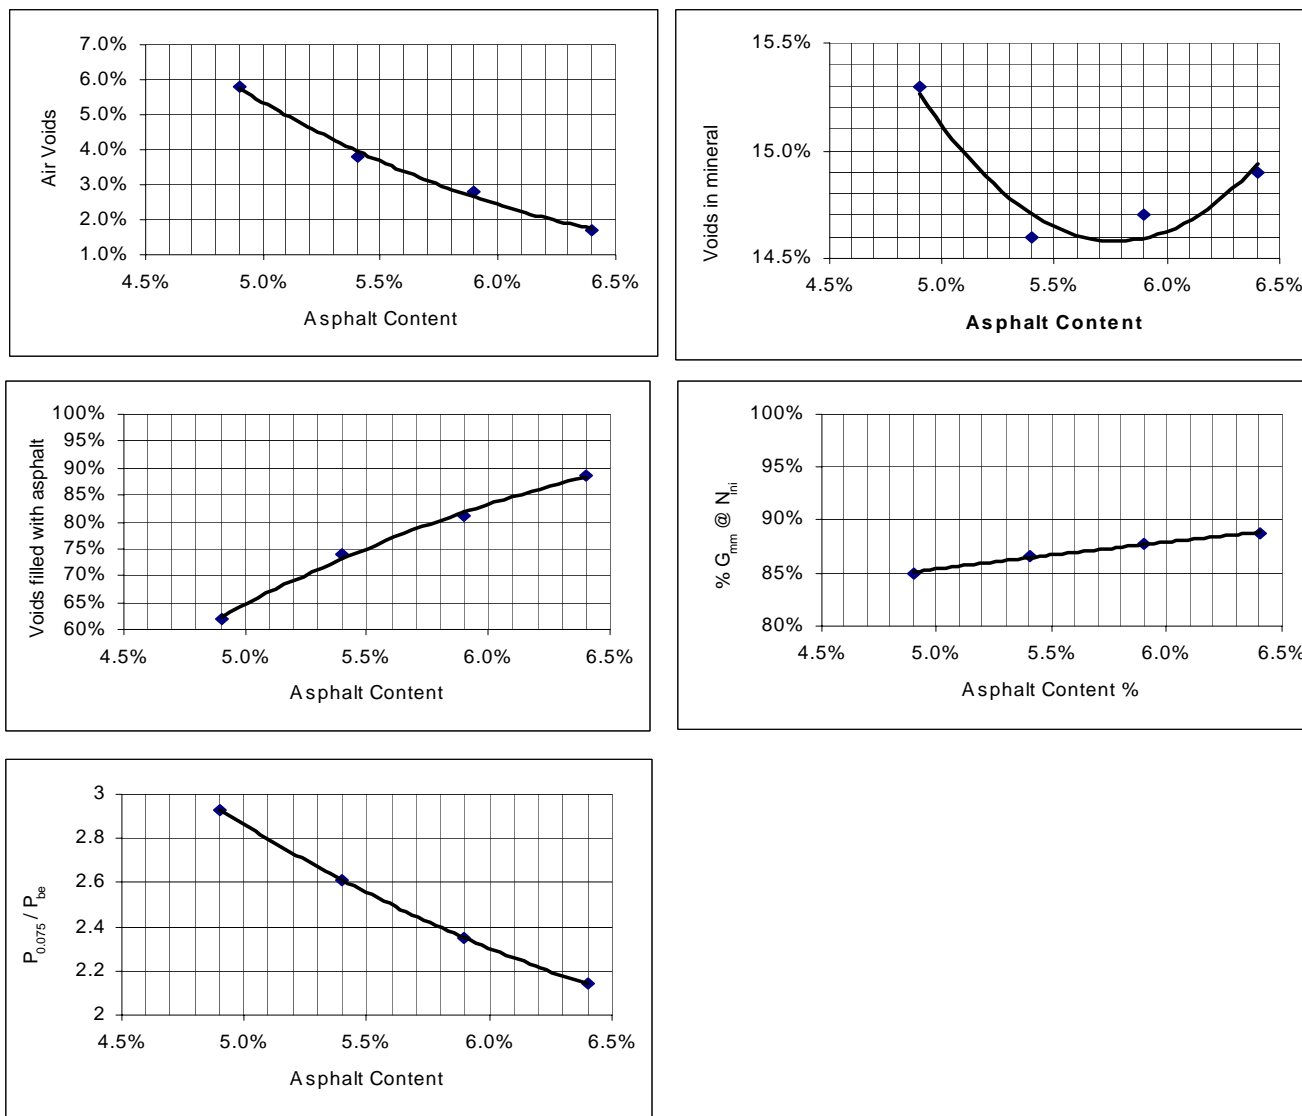 7.0%
6.0%
5.0%
4.0%
3.0%
2.0%
1.0%
Air Voids
4.5% 5.0% 5.5% 6.0% 6.5%
Asphalt Content
15.5%
15.0%
14.5%
Voids in mineral
4.5% 5.0% 5.5% 6.0% 6.5%
Asphalt Content
100%
95%
90%
85%
80%
75%
70%
65%
60%
Voids filled with asphalt
4.5% 5.0% 5.5% 6.0% 6.5%
Asphalt Content
100%
95%
90%
85%
80%
% Gmm @ Nini
4.5% 5.0% 5.5% 6.0% 6.5%
Asphalt Content %
3
2.8
2.6
2.4
2.2
2
P0.075 / Pbe
4.5% 5.0% 5.5% 6.0% 6.5%
Asphalt Content